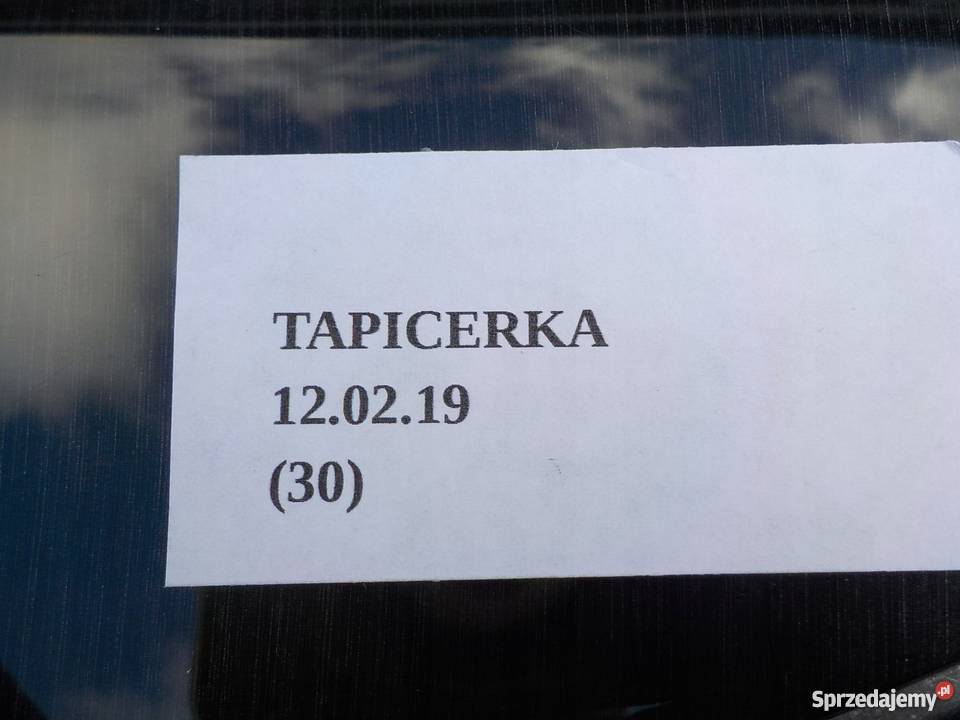 TAPICERKA
12.02.19
(30)
Sprzedajemy.pl